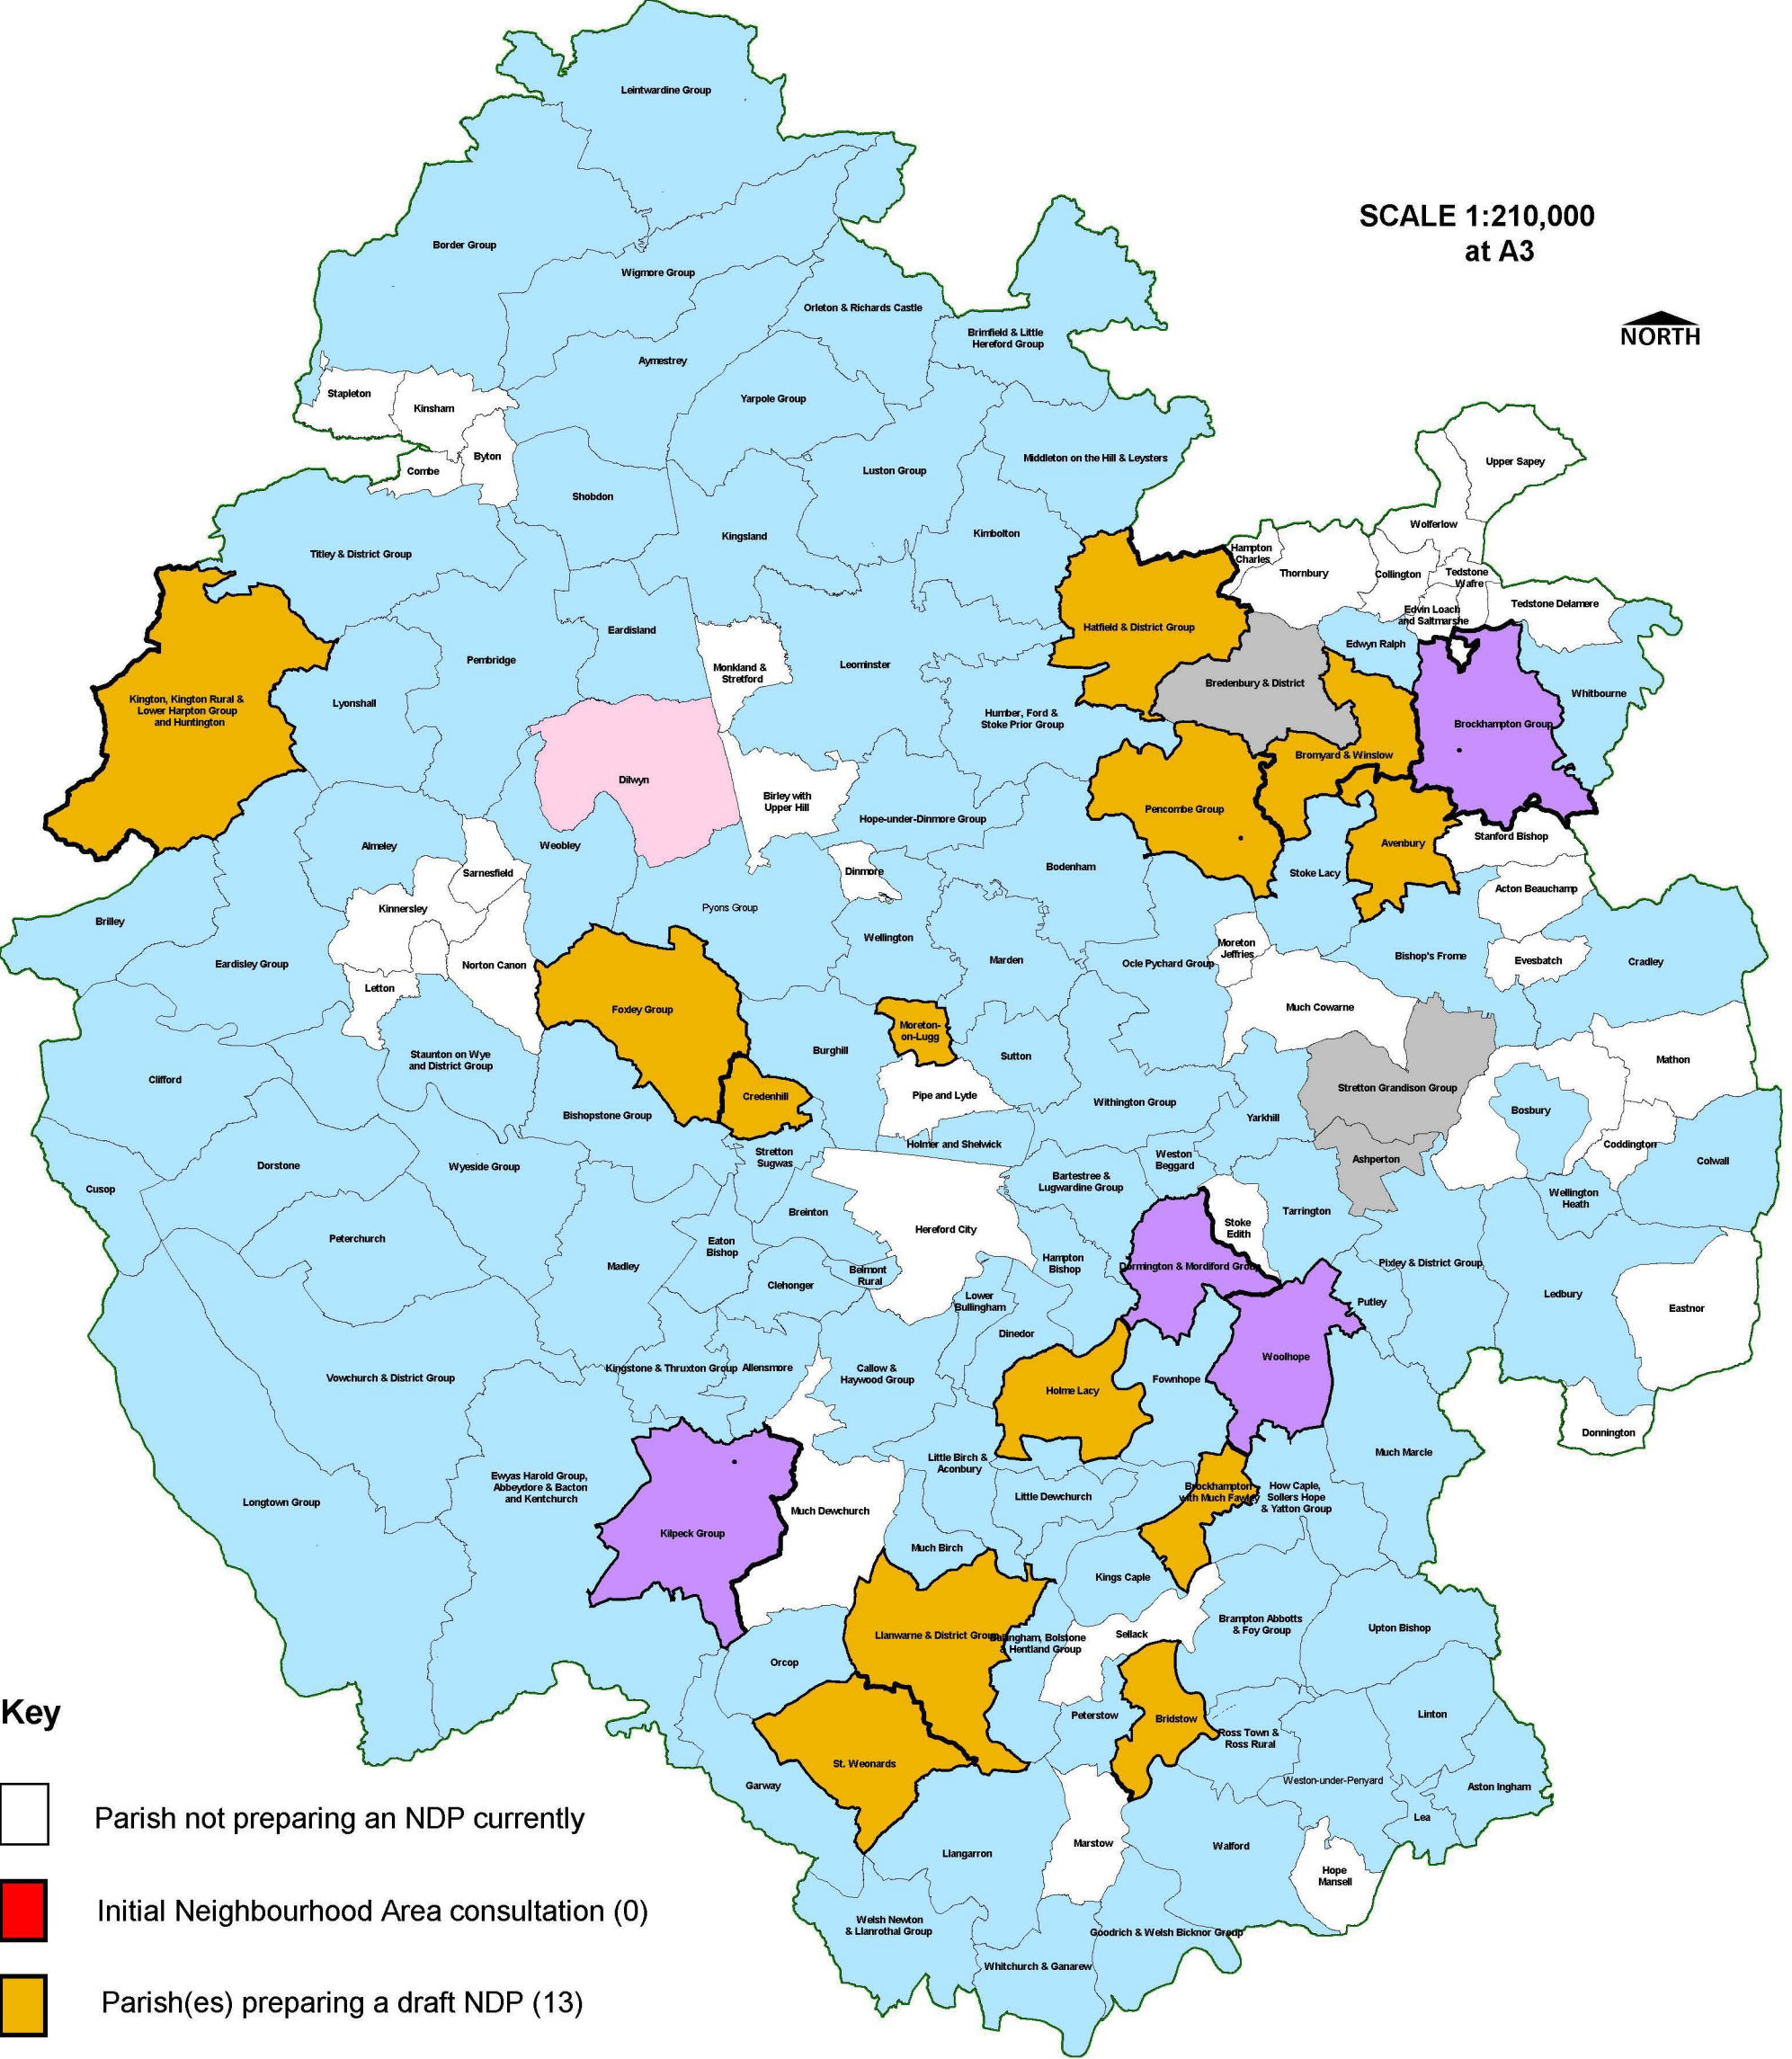 Leintwardine Group
SCALE 1:210,000
at A3
Border Group
Wigmore Group
Orleton & Richards Castle
NORTH
Brimfield & Little
Hereford Group
Aymestrey
Stapleton
Kinsham
Yarpole Group
Byton
Combe
Middleton on the Hill & Leysters
Luston Group
Upper Sapey
Shobdon
Wolferlow
Kimbolton
Kingsland
Titley & District Group
Hampton
Charles
Thornbury
Collington
Tedstone
Wafre
Tedstone Delamere
Edvin Loach
and Saltmarshe
Hatfield & District Group
Eardisland
Edwyn Ralph
Pembridge
Monkland &
Stretford
Leominster
Bredenbury & District
Whitbourne
Kington, Kington Rural &
Lower Harpton Group
and Huntington
Lyonshall
Humber, Ford &
Stoke Prior Group
Brockhampton Group
Bromyard & Winslow
Dilwyn
Birley with
Upper Hill
Pencombe Group
Hope-under-Dinmore Group
Stanford Bishop
Almeley
Weobley
Avenbury
Sarnesfield
Dinmore
Bodenham
Stoke Lacy
Acton Beauchamp
Kinnersley
Pyons Group
Brilley
Wellington
Moreton
Jeffries
Bishop's Frome
Eardisley Group
Norton Canon
Marden
Ocle Pychard Group
Evesbatch
Cradley
Letton
Foxley Group
Much Cowarne
Moreton-
on-Lugg
Burghill
Sutton
Staunton on Wye
and District Group
Mathon
Clifford
Stretton Grandison Group
Credenhill
Pipe and Lyde
Withington Group
Bosbury
Bishopstone Group
Yarkhill
Holmer and Shelwick
Coddington
Stretton
Sugwas
Weston
Beggard
Ashperton
Colwall
Dorstone
Wyeside Group
Bartestree &
Lugwardine Group
Cusop
Wellington
Heath
Breinton
Tarrington
Hereford City
Stoke
Edith
Peterchurch
Eaton
Bishop
Madley
Hampton
Bishop
Dormington & Mordiford Group
Pixley & District Group
Belmont
Rural
Clehonger
Lower
Bullingham
Putley
Ledbury
Eastnor
Dinedor
Woolhope
Kingstone & Thruxton Group
Allensmore
Callow &
Haywood Group
Vowchurch & District Group
Fownhope
Holme Lacy
Donnington
Much Marcle
Little Birch &
Aconbury
Ewyas Harold Group,
Abbeydore & Bacton
and Kentchurch
Brockhampton
with Much Fawley
How Caple,
Sollers Hope
& Yatton Group
Little Dewchurch
Longtown Group
Much Dewchurch
Kilpeck Group
Much Birch
Kings Caple
Brampton Abbotts
& Foy Group
Upton Bishop
Llanwarne & District Group
Ballingham, Bolstone
& Hentland Group
Sellack
Orcop
Key
Peterstow
Bridstow
Linton
Ross Town &
Ross Rural
St. Weonards
Garway
Weston-under-Penyard
Aston Ingham
Parish not preparing an NDP currently
Lea
Marstow
Walford
Llangarron
Hope
Mansell
Initial Neighbourhood Area consultation (0)
Welsh Newton
& Llanrothal Group
Goodrich & Welsh Bicknor Group
Whitchurch & Ganarew
Parish(es) preparing a draft NDP (13)